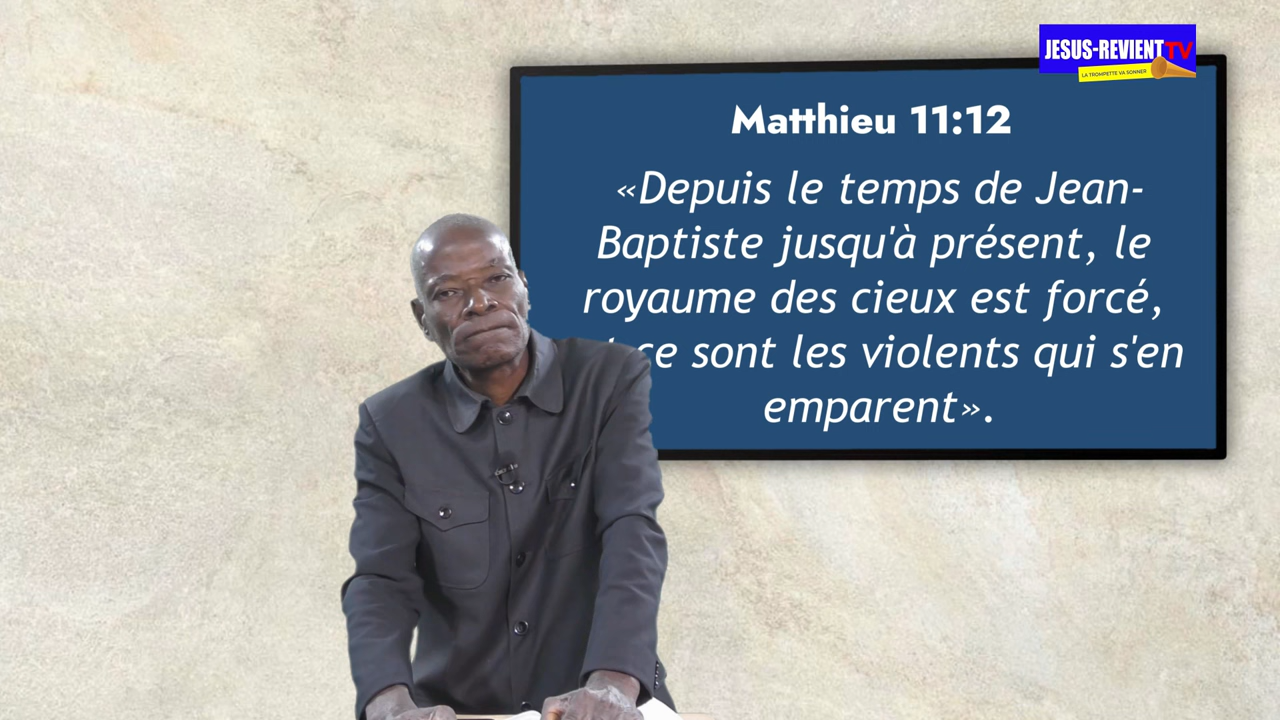 JESUS-REVIENT TV
LA TROMPETTE VA SONNER
Matthieu 11:12
«Depuis le temps de Jean-
Baptiste jusqu'à présent, le
royaume des cieux est forcé,
ce sont les violents qui s'en
emparent».